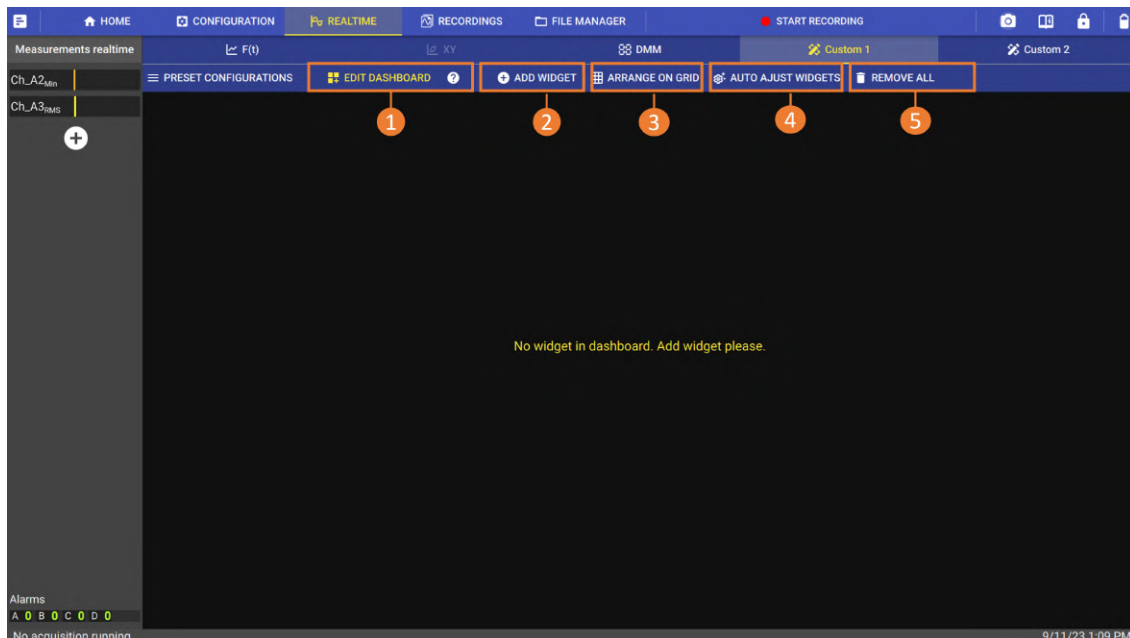 HOME CONFIGURATION REALTIME RECORDINGS FILE MANAGER START RECORDING
Measurements realtime F(t) XY DMM Custom 1 Custom 2
Ch_A2Min PRESET CONFIGURATIONS EDIT DASHBOARD ? ADD WIDGET ARRANGE ON GRID AUTO AJUST WIDGETS REMOVE ALL
Ch_A3RMS
1 2 3 4 5
No widget in dashboard. Add widget please.
Alarms
A 0 B 0 C 0 D 0
No acquisition running 9/11/23 1:09 PM